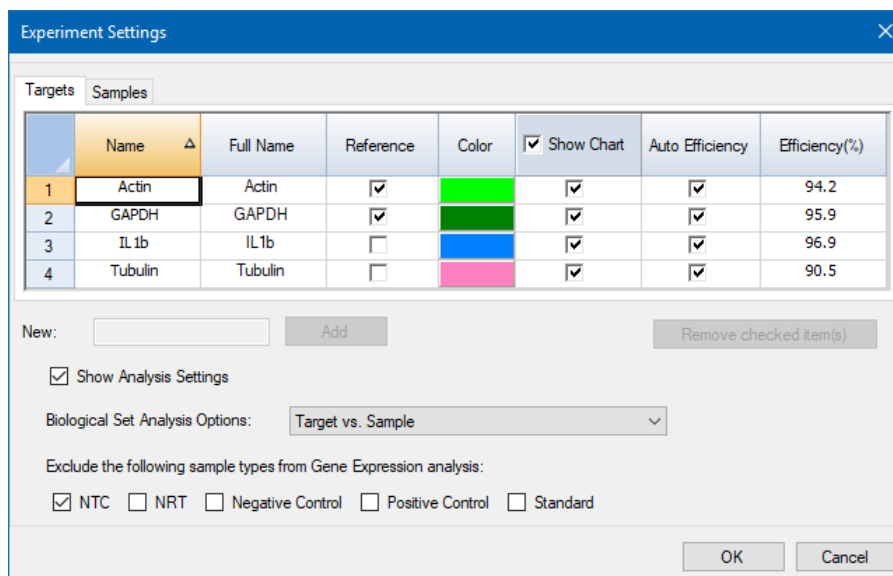 Experiment Settings
Targets Samples
Name Full Name Reference Color Show Chart Auto Efficiency Efficiency(%)
1 Actin Actin 94.2
2 GAPDH GAPDH 95.9
3 IL1b IL1b 96.9
4 Tubulin Tubulin 90.5
New: Add Remove checked item(s)
Show Analysis Settings
Biological Set Analysis Options: Target vs. Sample
Exclude the following sample types from Gene Expression analysis:
NTC NRT Negative Control Positive Control Standard
OK Cancel